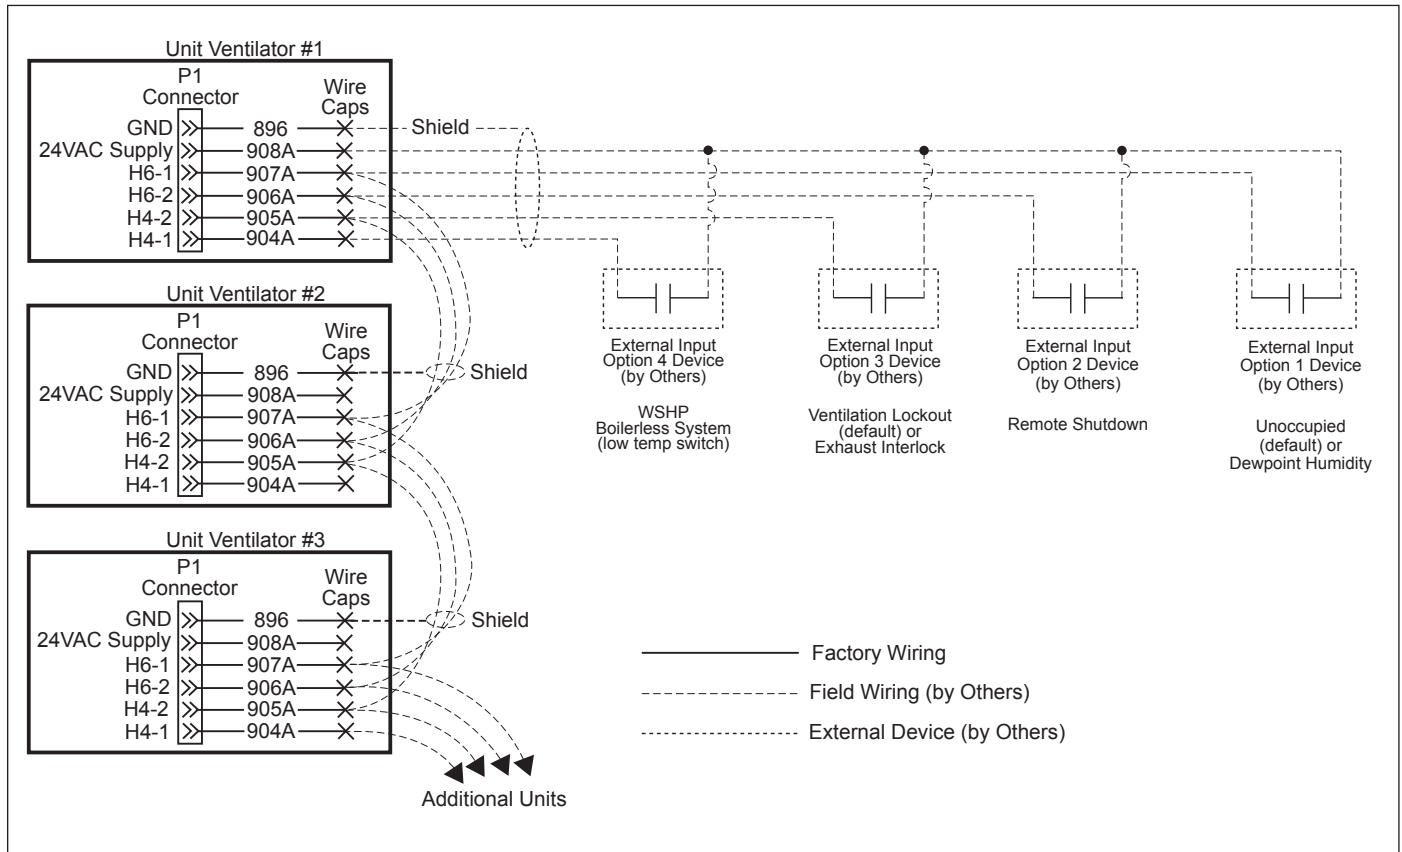 Unit Ventilator #1
P1
Connector
Wire
Caps
GND
896
Shield
24VAC Supply
908A
H6-1
907A
H6-2
906A
H4-2
905A
H4-1
904A
External Input
Option 4 Device
(by Others)
WSHP
Boilerless System
(low temp switch)
External Input
Option 3 Device
(by Others)
Ventilation Lockout
(default) or
Exhaust Interlock
External Input
Option 2 Device
(by Others)
Remote Shutdown
External Input
Option 1 Device
(by Others)
Unoccupied
(default) or
Dewpoint Humidity
Unit Ventilator #2
P1
Connector
Wire
Caps
GND
896
Shield
24VAC Supply
908A
H6-1
907A
H6-2
906A
H4-2
905A
H4-1
904A
Unit Ventilator #3
P1
Connector
Wire
Caps
GND
896
Shield
24VAC Supply
908A
H6-1
907A
H6-2
906A
H4-2
905A
H4-1
904A
Additional Units
Factory Wiring
Field Wiring (by Others)
External Device (by Others)